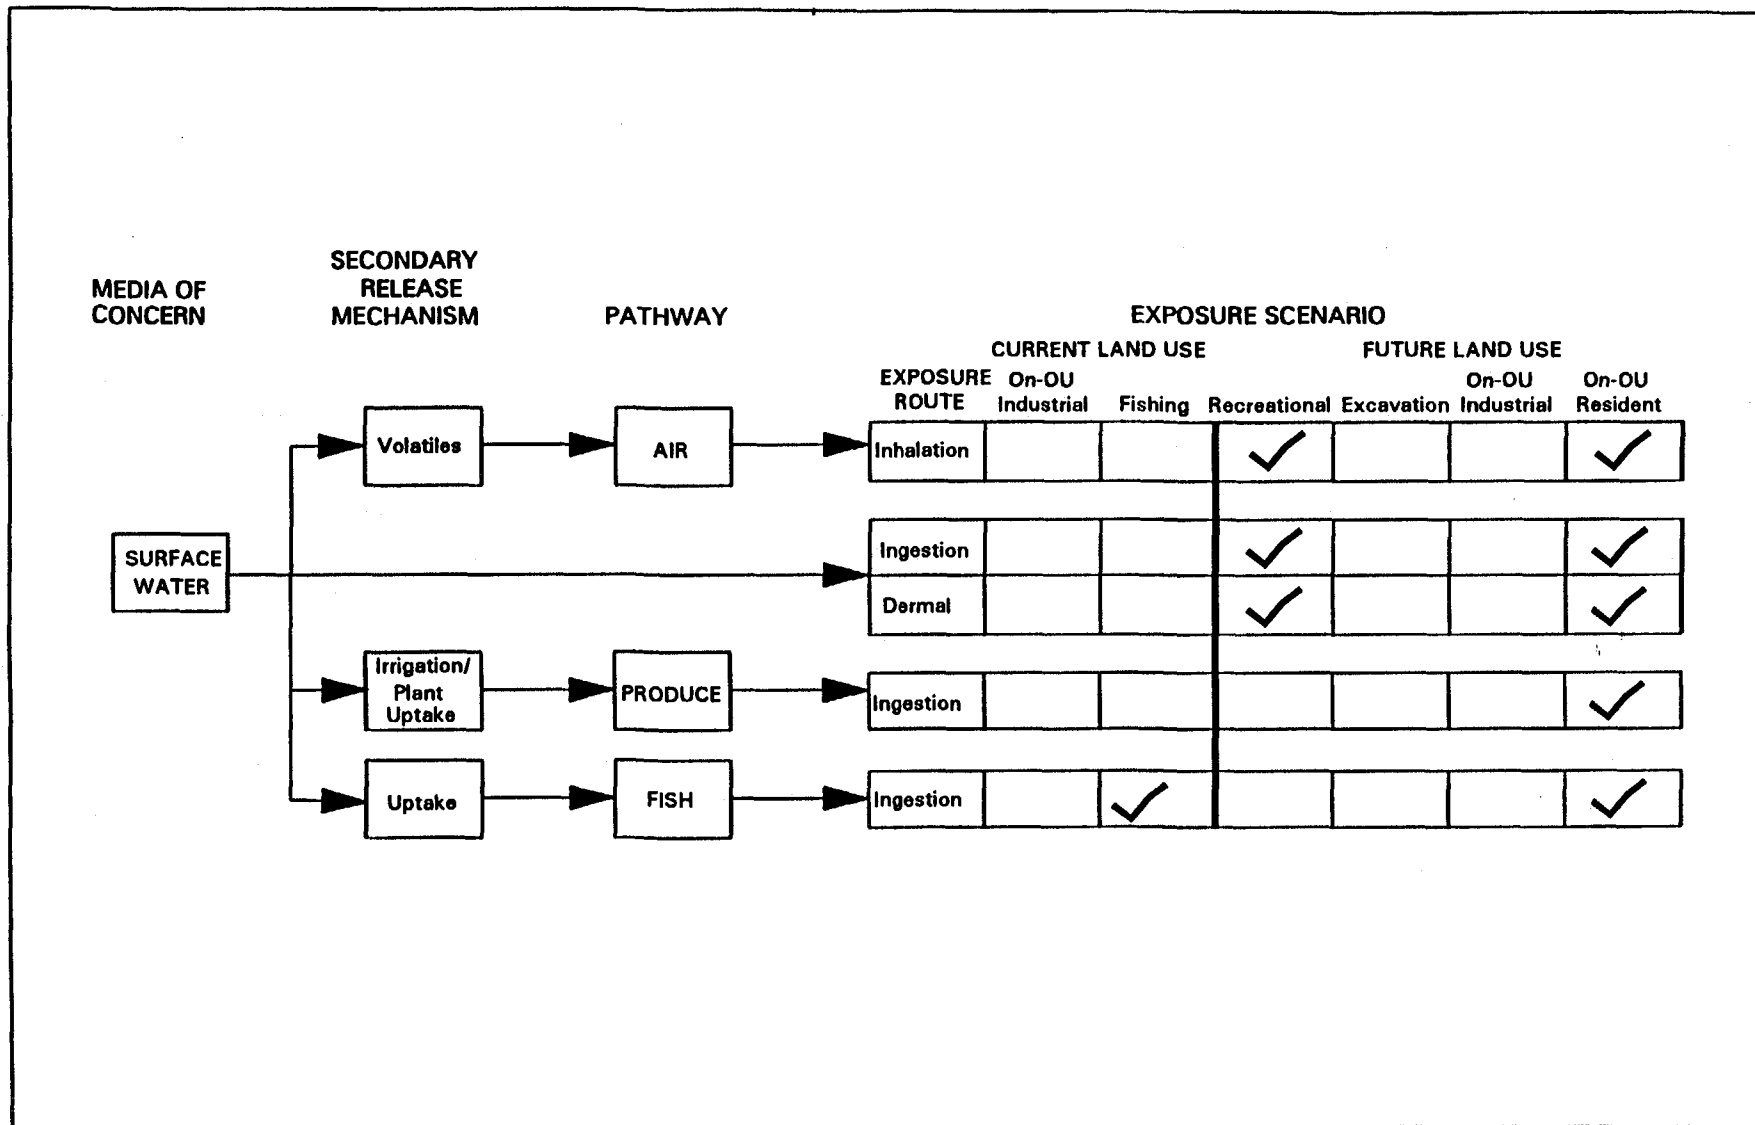 MEDIA OF
CONCERN
SECONDARY
RELEASE
MECHANISM
PATHWAY
EXPOSURE SCENARIO
CURRENT LAND USE
FUTURE LAND USE
EXPOSURE
ROUTE
On-OU
Industrial
Fishing
Recreational
Excavation
On-OU
Industrial
On-OU
Resident
Volatiles
AIR
Inhalation
SURFACE
WATER
Ingestion
Dermal
Irrigation/
Plant
Uptake
PRODUCE
Ingestion
Uptake
FISH
Ingestion